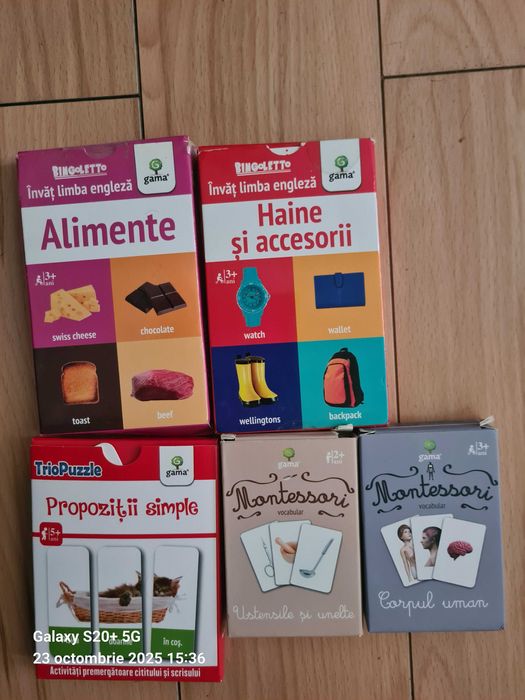 BINGOLETTO
gama
Învăț limba engleză
Alimente
3+
ani
swiss cheese
chocolate
toast
beef
BINGOLETTO
gama
Învăț limba engleză
Haine
și accesorii
3+
ani
watch
wallet
wellingtons
backpack
TrioPuzzle
gama
Propoziții simple
5+
ani
doarme
în coș.
Activități premergătoare cititului și scrisului
gama
2+
ani
Montessori
vocabular
Ustensile și unelte
gama
3+
ani
Montessori
vocabular
Corpul uman
Galaxy S20+ 5G
23 octombrie 2025 15:36